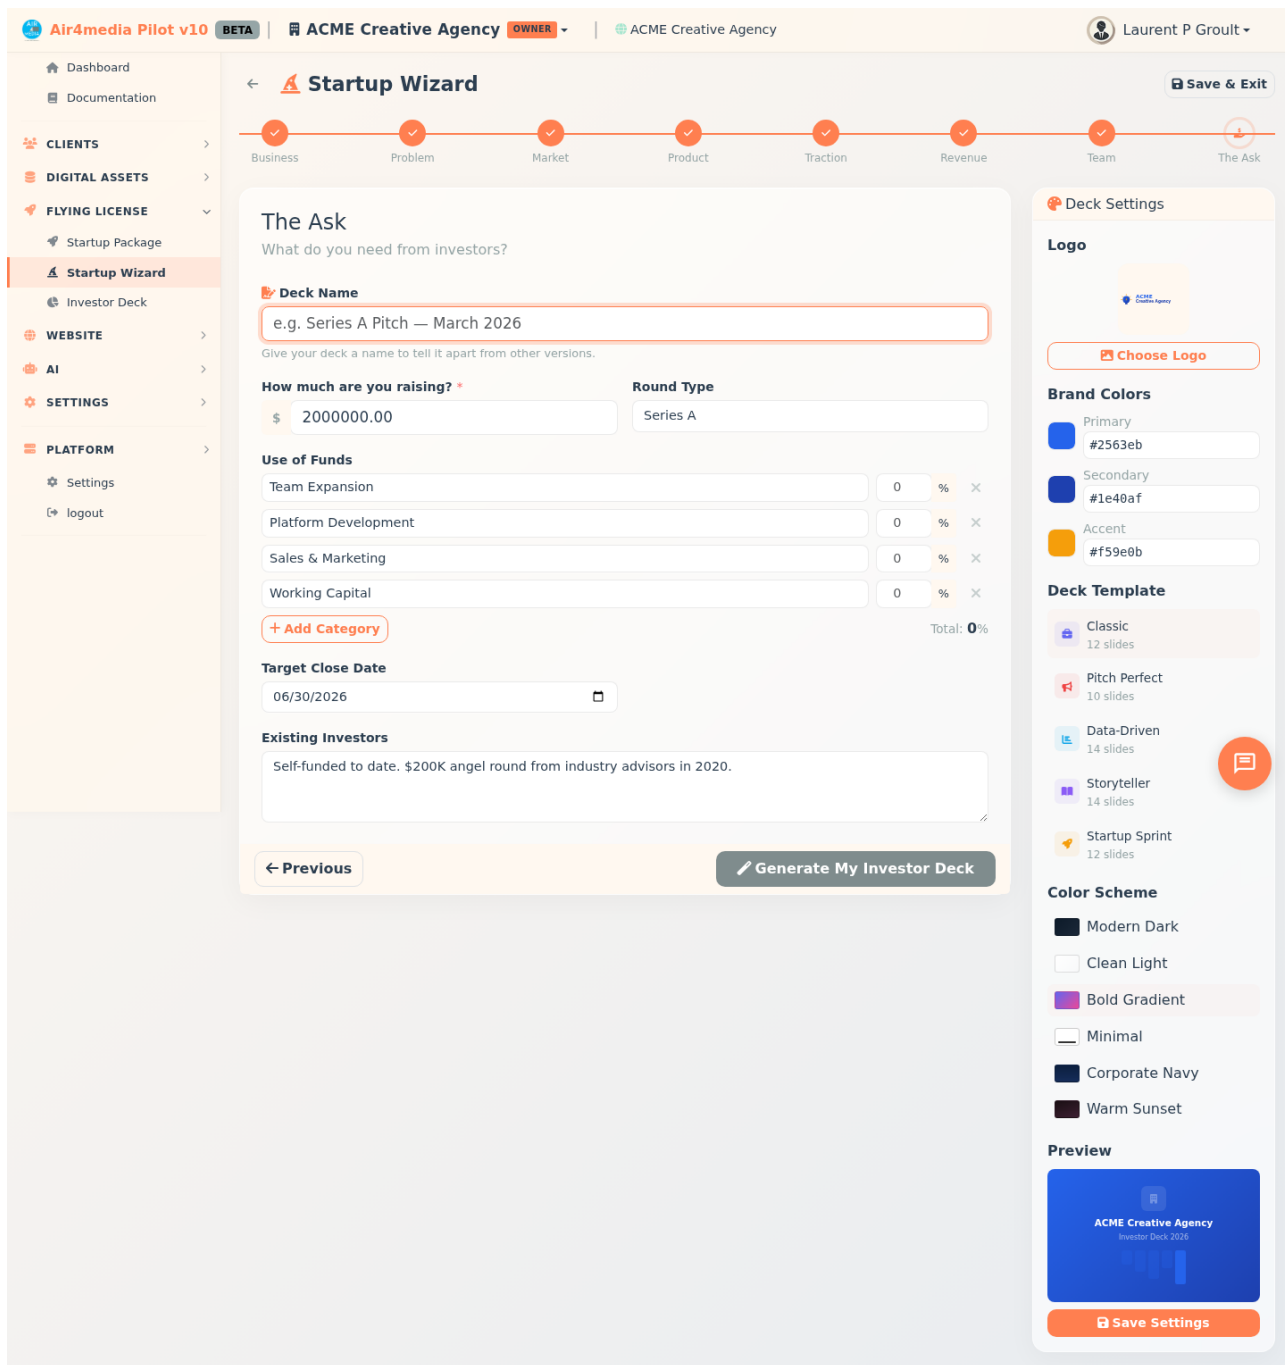 Air4media Pilot v10 BETA
ACME Creative Agency OWNER
ACME Creative Agency
Laurent P Groult
Dashboard
Documentation
CLIENTS
DIGITAL ASSETS
FLYING LICENSE
Startup Package
Startup Wizard
Investor Deck
WEBSITE
AI
SETTINGS
PLATFORM
Settings
logout
Startup Wizard
Save & Exit
Business
Problem
Market
Product
Traction
Revenue
Team
The Ask
The Ask
What do you need from investors?
Deck Name
e.g. Series A Pitch — March 2026
Give your deck a name to tell it apart from other versions.
How much are you raising? *
$ 2000000.00
Round Type
Series A
Use of Funds
Team Expansion 0 %
Platform Development 0 %
Sales & Marketing 0 %
Working Capital 0 %
+ Add Category
Total: 0%
Target Close Date
06/30/2026
Existing Investors
Self-funded to date. $200K angel round from industry advisors in 2020.
Previous
Generate My Investor Deck
Deck Settings
Logo
ACME
Creative Agency
Choose Logo
Brand Colors
Primary
#2563eb
Secondary
#1e40af
Accent
#f59e0b
Deck Template
Classic
12 slides
Pitch Perfect
10 slides
Data-Driven
14 slides
Storyteller
14 slides
Startup Sprint
12 slides
Color Scheme
Modern Dark
Clean Light
Bold Gradient
Minimal
Corporate Navy
Warm Sunset
Preview
ACME Creative Agency
Investor Deck 2026
Save Settings